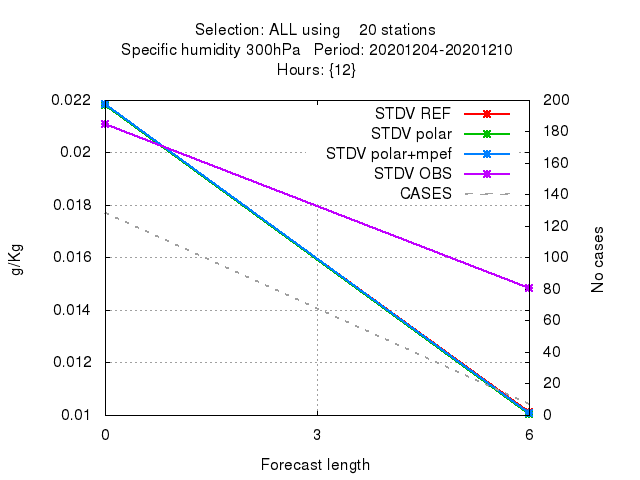 Selection: ALL using 20 stations
Specific humidity 300hPa Period: 20201204-20201210
Hours: {12}
0.022
0.02
0.018
0.016
0.014
0.012
0.01
g/Kg
STDV REF
STDV polar
STDV polar+mpef
STDV OBS
CASES
200
180
160
140
120
100
80
60
40
20
0
No cases
0 3 6
Forecast length